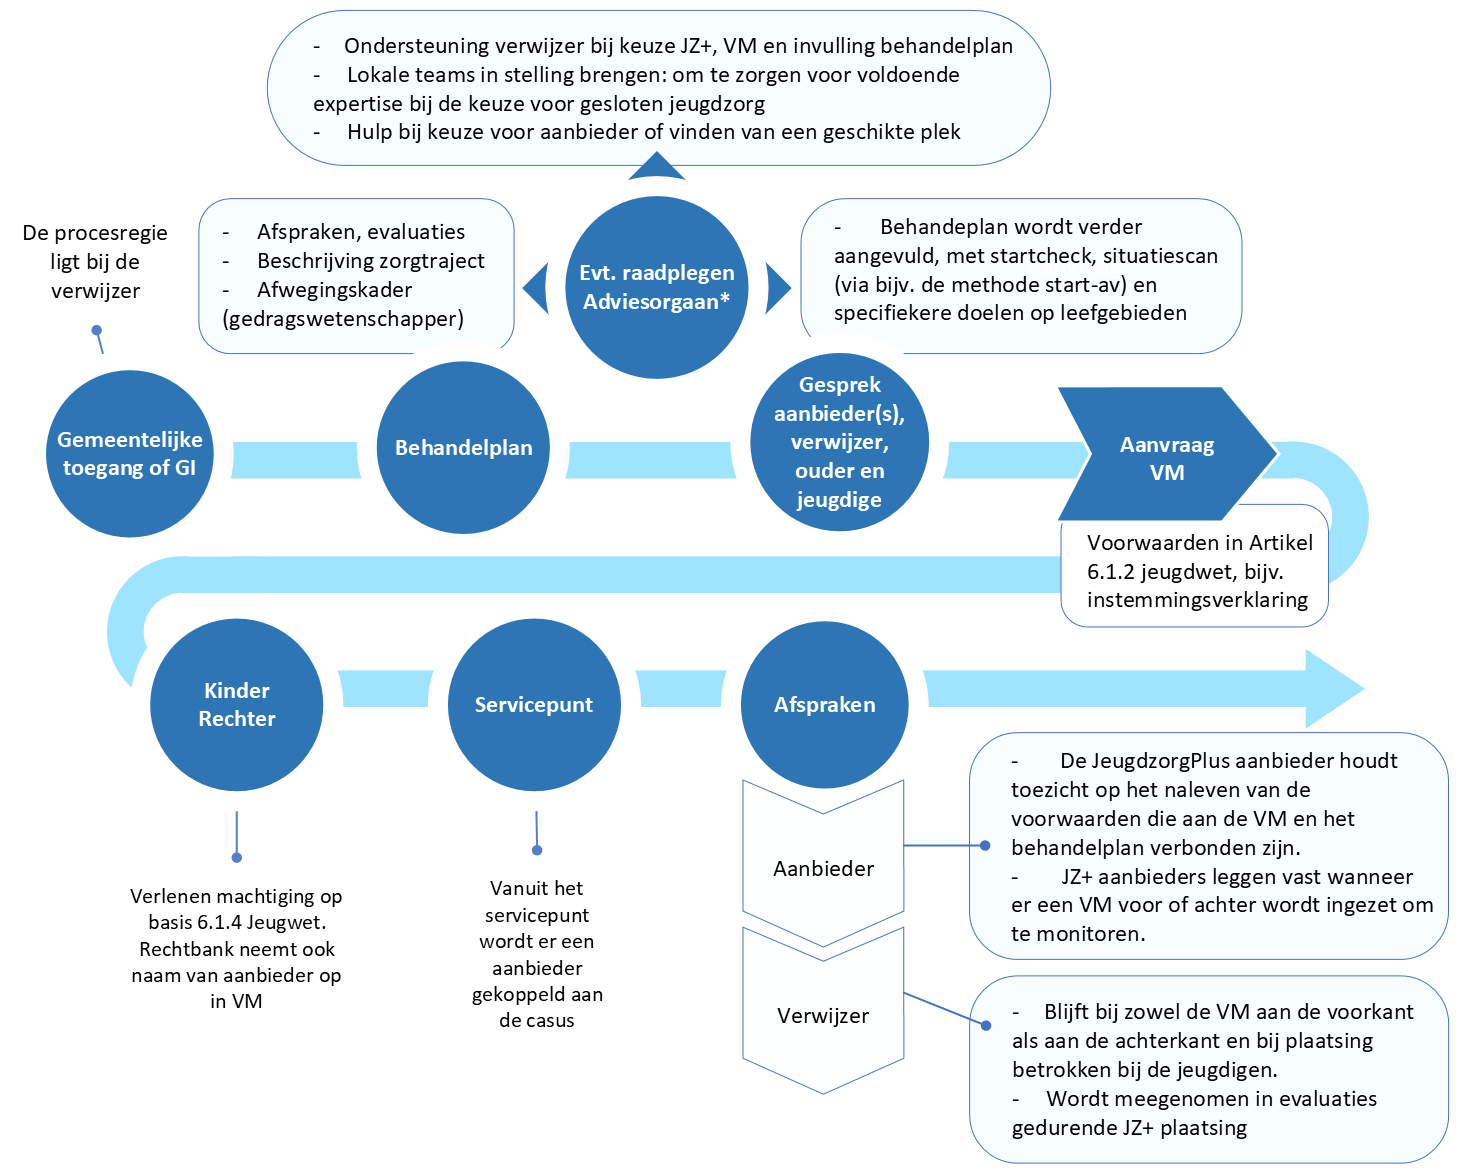 - Ondersteuning verwijzer bij keuze JZ+, VM en invulling behandelplan
- Lokale teams in stelling brengen: om te zorgen voor voldoende
expertise bij de keuze voor gesloten jeugdzorg
- Hulp bij keuze voor aanbieder of vinden van een geschikte plek
De procesregie
ligt bij de
verwijzer
- Afspraken, evaluaties
- Beschrijving zorgtraject
- Afwegingskader
(gedragswetenschapper)
Evt. raadplegen
Adviesorgaan*
- Behandeplan wordt verder
aangevuld, met startcheck, situatiescan
(via bijv. de methode start-av) en
specifiekere doelen op leefgebieden
Gemeentelijke
toegang of GI
Behandelplan
Gesprek
aanbieder(s),
verwijzer,
ouder en
jeugdige
Aanvraag
VM
Voorwaarden in Artikel
6.1.2 jeugdwet, bijv.
instemmingsverklaring
Kinder
Rechter
Servicepunt
Afspraken
Verlenen machtiging op
basis 6.1.4 Jeugwet.
Rechtbank neemt ook
naam van aanbieder op
in VM
Vanuit het
servicepunt
wordt er een
aanbieder
gekoppeld aan
de casus
Aanbieder
- De JeugdzorgPlus aanbieder houdt
toezicht op het naleven van de
voorwaarden die aan de VM en het
behandelplan verbonden zijn.
- JZ+ aanbieders leggen vast wanneer
er een VM voor of achter wordt ingezet om
te monitoren.
Verwijzer
- Blijft bij zowel de VM aan de voorkant
als aan de achterkant en bij plaatsing
betrokken bij de jeugdigen.
- Wordt meegenomen in evaluaties
gedurende JZ+ plaatsing